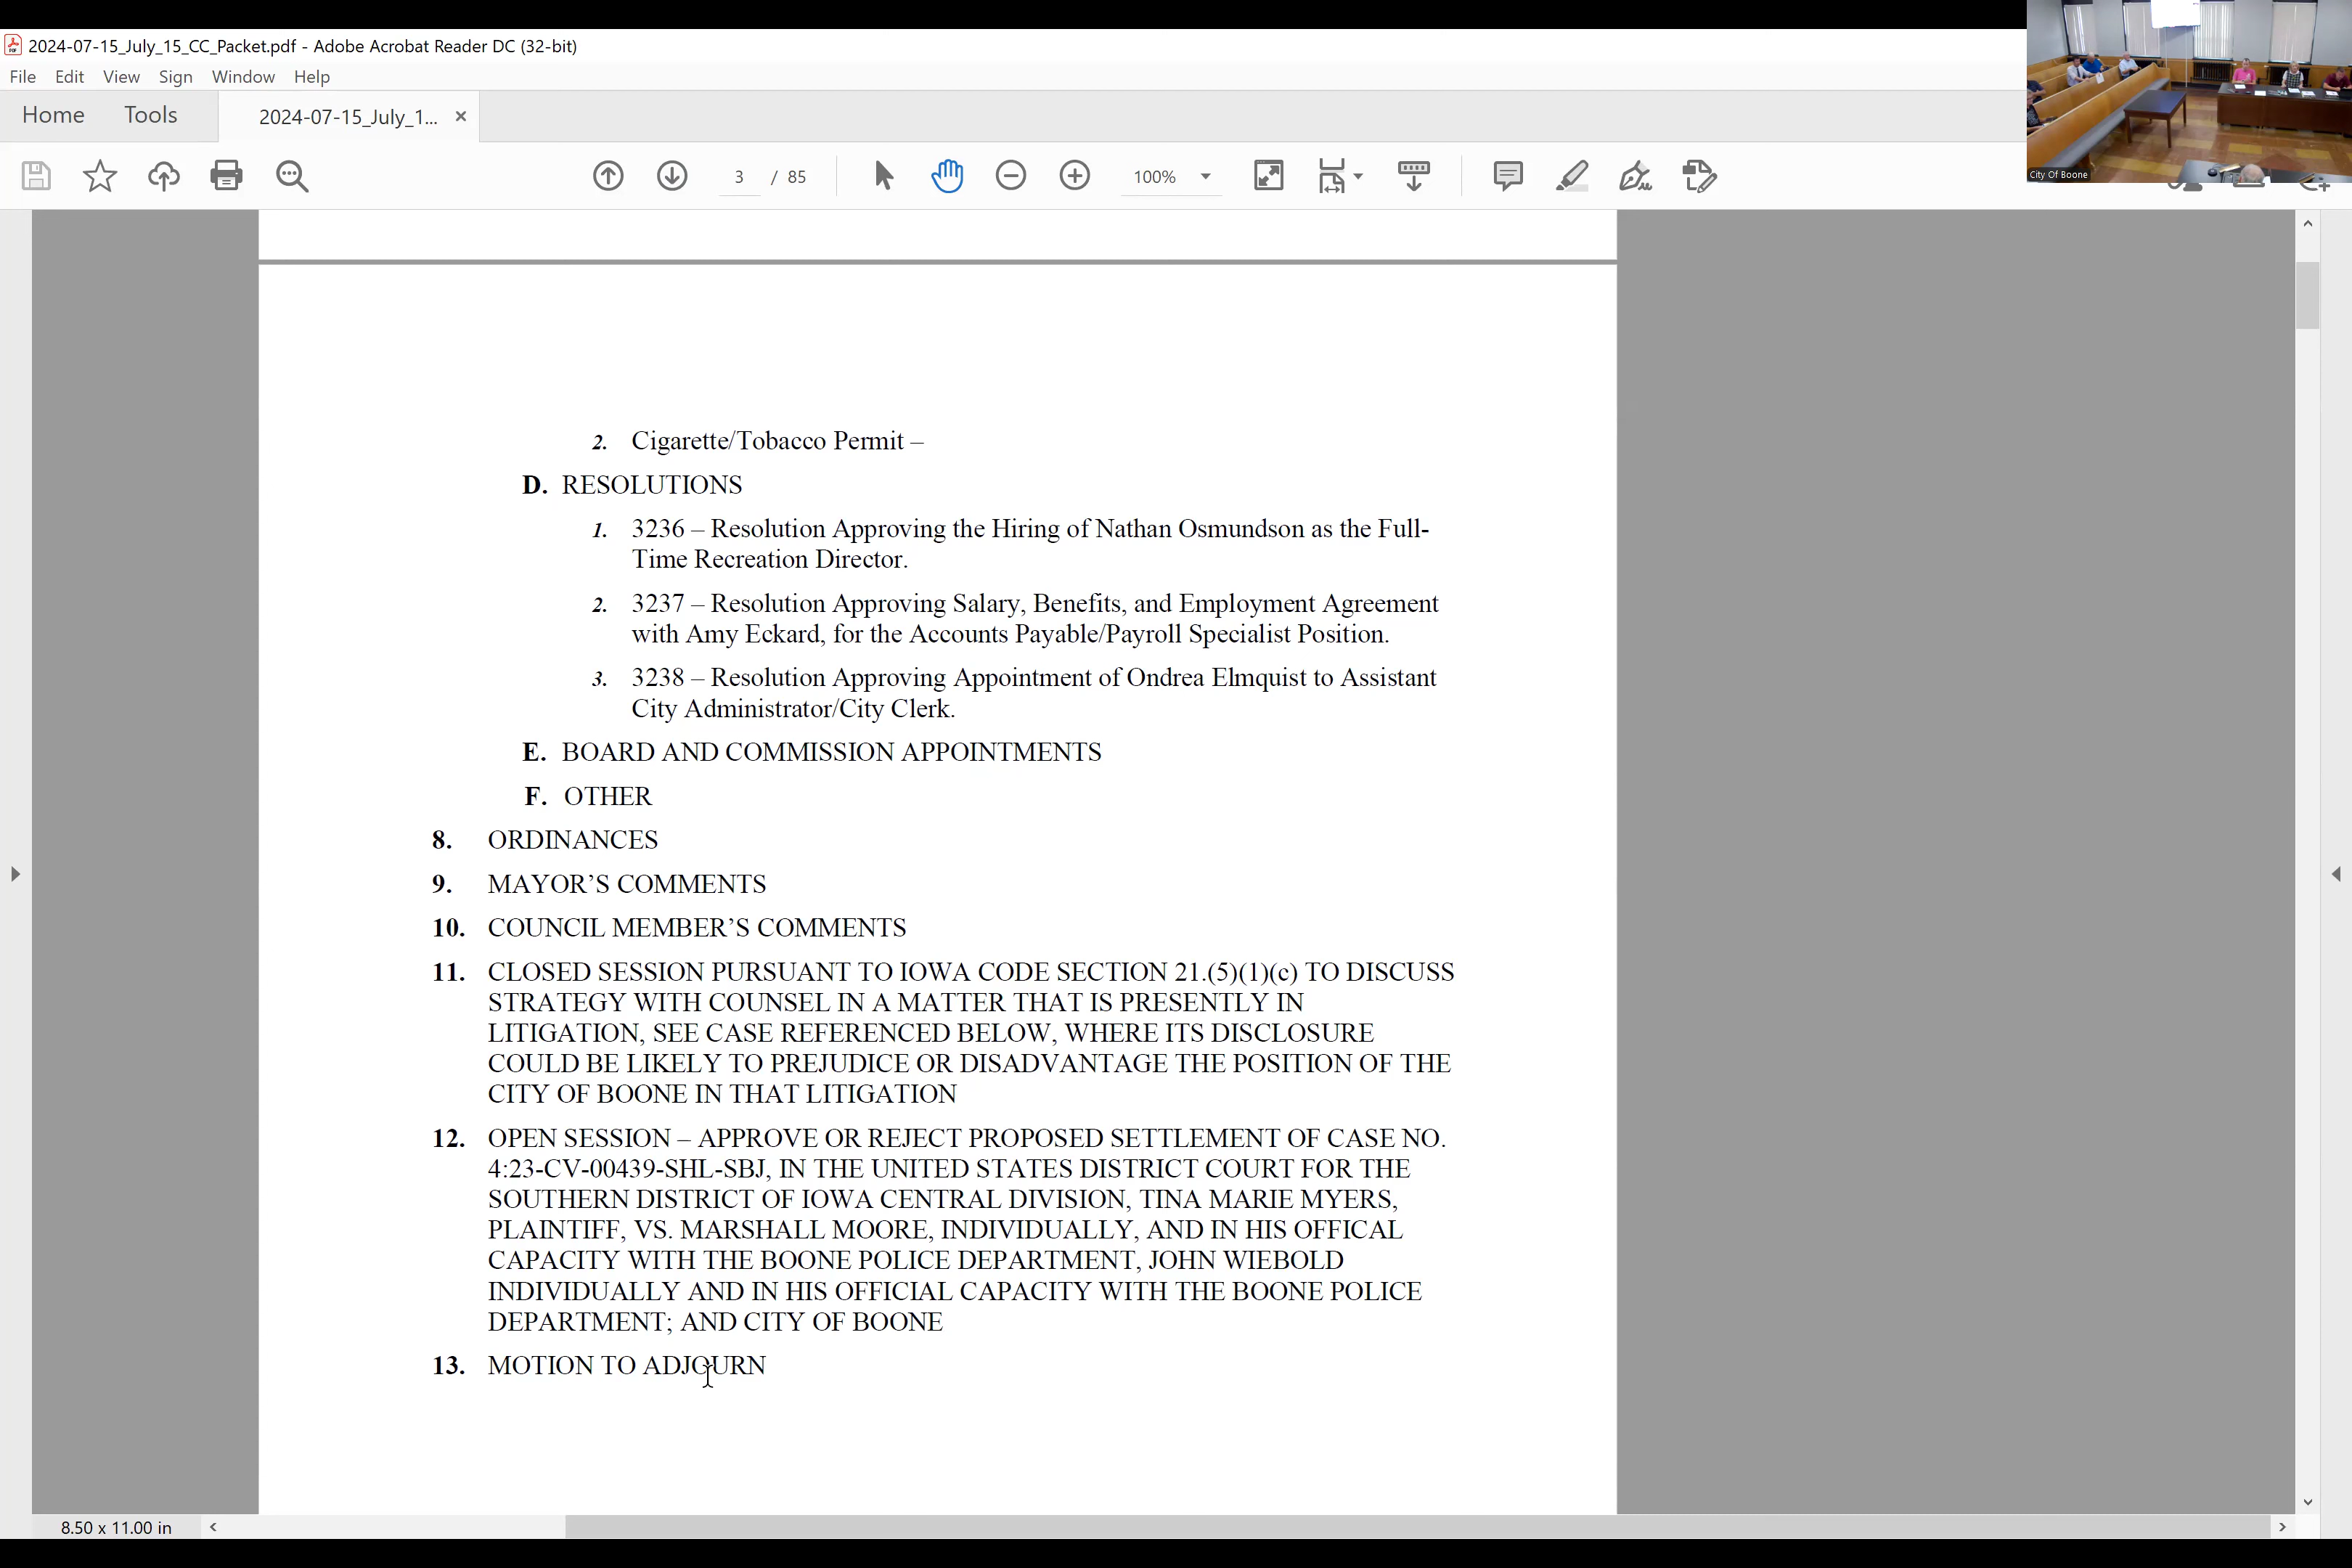 2024-07-15_July_15_CC_Packet.pdf - Adobe Acrobat Reader DC (32-bit)
File Edit View Sign Window Help
Home Tools 2024-07-15_July_1... ×
3 / 85 100%
City Of Boone
2. Cigarette/Tobacco Permit –
D. RESOLUTIONS
1. 3236 – Resolution Approving the Hiring of Nathan Osmundson as the Full-
Time Recreation Director.
2. 3237 – Resolution Approving Salary, Benefits, and Employment Agreement
with Amy Eckard, for the Accounts Payable/Payroll Specialist Position.
3. 3238 – Resolution Approving Appointment of Ondrea Elmquist to Assistant
City Administrator/City Clerk.
E. BOARD AND COMMISSION APPOINTMENTS
F. OTHER
8. ORDINANCES
9. MAYOR’S COMMENTS
10. COUNCIL MEMBER’S COMMENTS
11. CLOSED SESSION PURSUANT TO IOWA CODE SECTION 21.(5)(1)(c) TO DISCUSS
STRATEGY WITH COUNSEL IN A MATTER THAT IS PRESENTLY IN
LITIGATION, SEE CASE REFERENCED BELOW, WHERE ITS DISCLOSURE
COULD BE LIKELY TO PREJUDICE OR DISADVANTAGE THE POSITION OF THE
CITY OF BOONE IN THAT LITIGATION
12. OPEN SESSION – APPROVE OR REJECT PROPOSED SETTLEMENT OF CASE NO.
4:23-CV-00439-SHL-SBJ, IN THE UNITED STATES DISTRICT COURT FOR THE
SOUTHERN DISTRICT OF IOWA CENTRAL DIVISION, TINA MARIE MYERS,
PLAINTIFF, VS. MARSHALL MOORE, INDIVIDUALLY, AND IN HIS OFFICAL
CAPACITY WITH THE BOONE POLICE DEPARTMENT, JOHN WIEBOLD
INDIVIDUALLY AND IN HIS OFFICIAL CAPACITY WITH THE BOONE POLICE
DEPARTMENT; AND CITY OF BOONE
13. MOTION TO ADJOURN
8.50 x 11.00 in